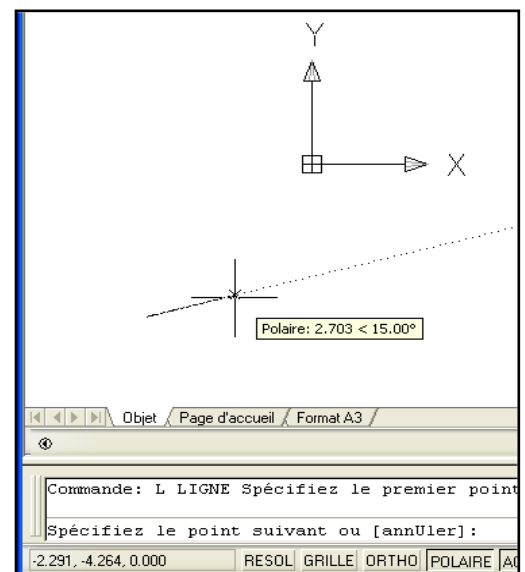 Y
X
Polaire: 2.703 < 15.00°
Objet / Page d'accueil / Format A3 /
Commande: L LIGNE Spécifiez le premier point
Spécifiez le point suivant ou [annUler]:
-2.291, -4.264, 0.000 RESOL GRILLE ORTHO POLAIRE